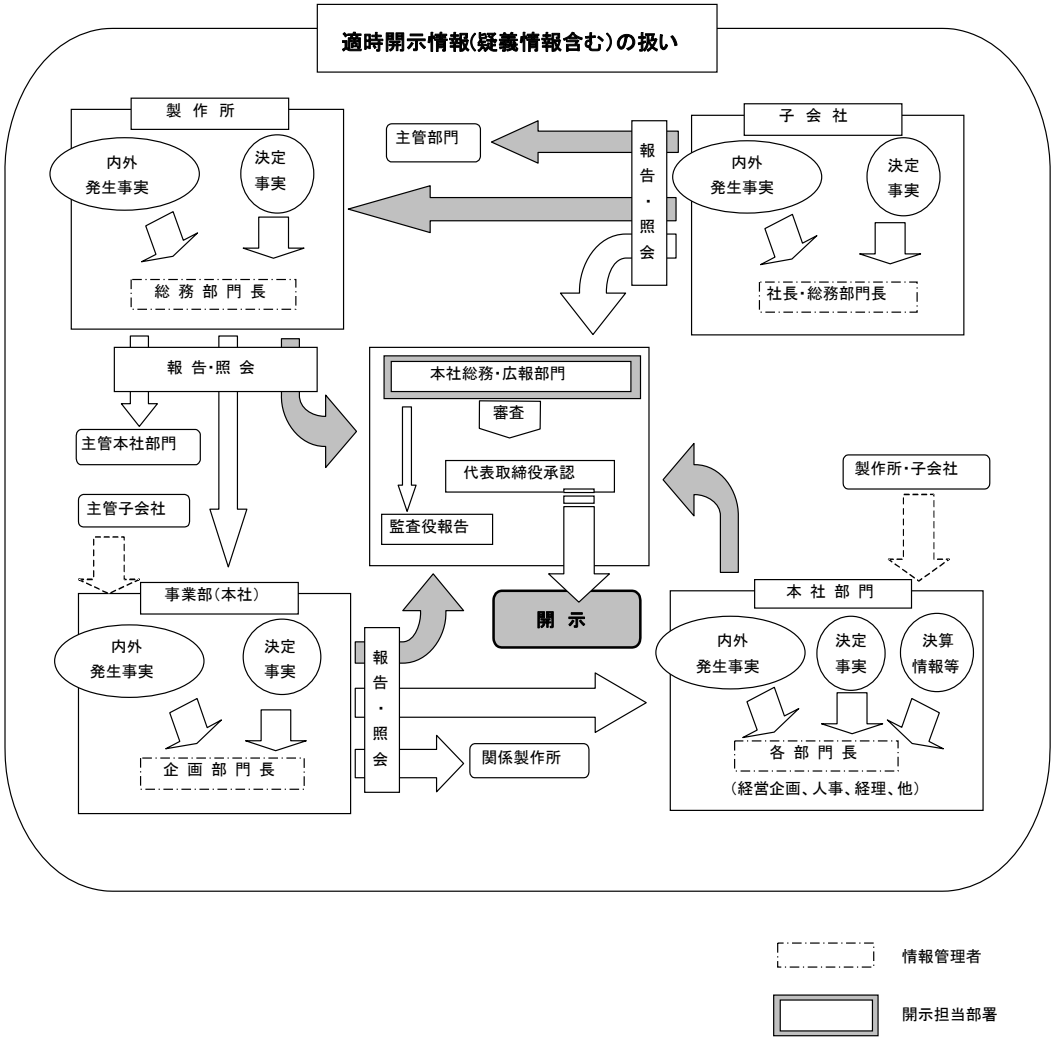 適時開示情報(疑義情報含む)の扱い
製 作 所
内外
発生事実
決定
事実
総 務 部 門 長
主管部門
報
告
・
照
会
子 会 社
内外
発生事実
決定
事実
社長・総務部門長
報 告・照 会
主管本社部門
主管子会社
本社総務・広報部門
審査
代表取締役承認
監査役報告
開 示
製作所・子会社
事業部(本社)
内外
発生事実
決定
事実
企 画 部 門 長
報
告
・
照
会
関係製作所
本 社 部 門
内外
発生事実
決定
事実
決算
情報等
各 部 門 長
(経営企画、人事、経理、他)
情報管理者
開示担当部署